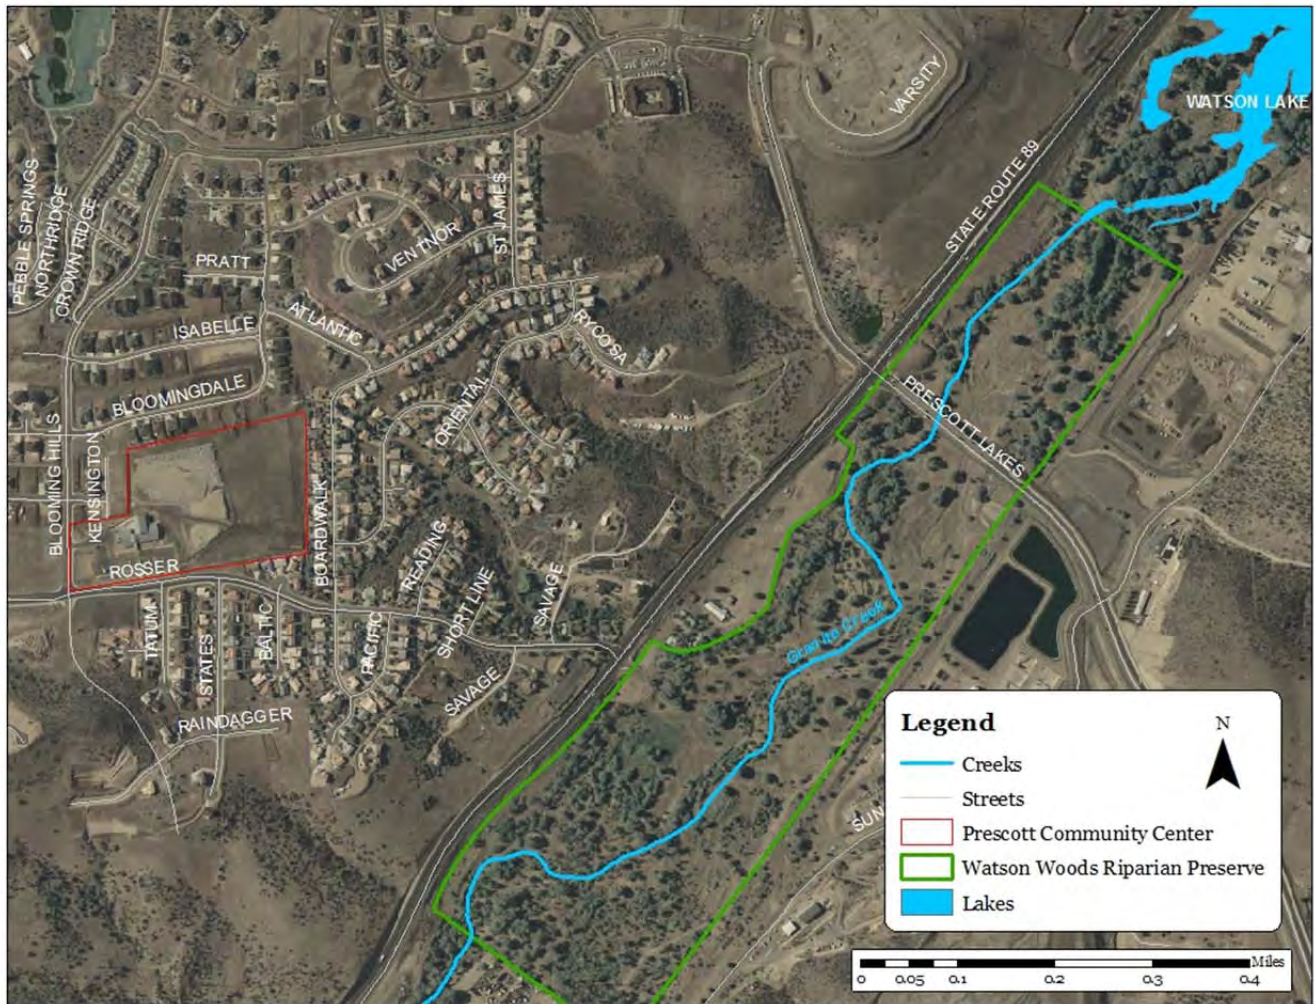 WATSON LAKE
VARSITY
STATE ROUTE 89
PEBBLE SPRINGS
NORTHRIDGE
CROWN RIDGE
PRATT
VENTNOR
ST JAMES
ISABELLE
ATLANTIC
RYCOSA
BLOOMINGDALE
ORIENTAL
PRESCOTT LAKES
BLOOMING HILLS
KENSINGTON
BOARDWALK
ROSSER
READING
SHORT LINE
SAVAGE
TATUM
STATES
BALTIC
PACIFIC
SAVAGE
Granite Creek
RAINDAGGER
SUN
Legend
N
Creeks
Streets
Prescott Community Center
Watson Woods Riparian Preserve
Lakes
Miles
0 0.05 0.1 0.2 0.3 0.4